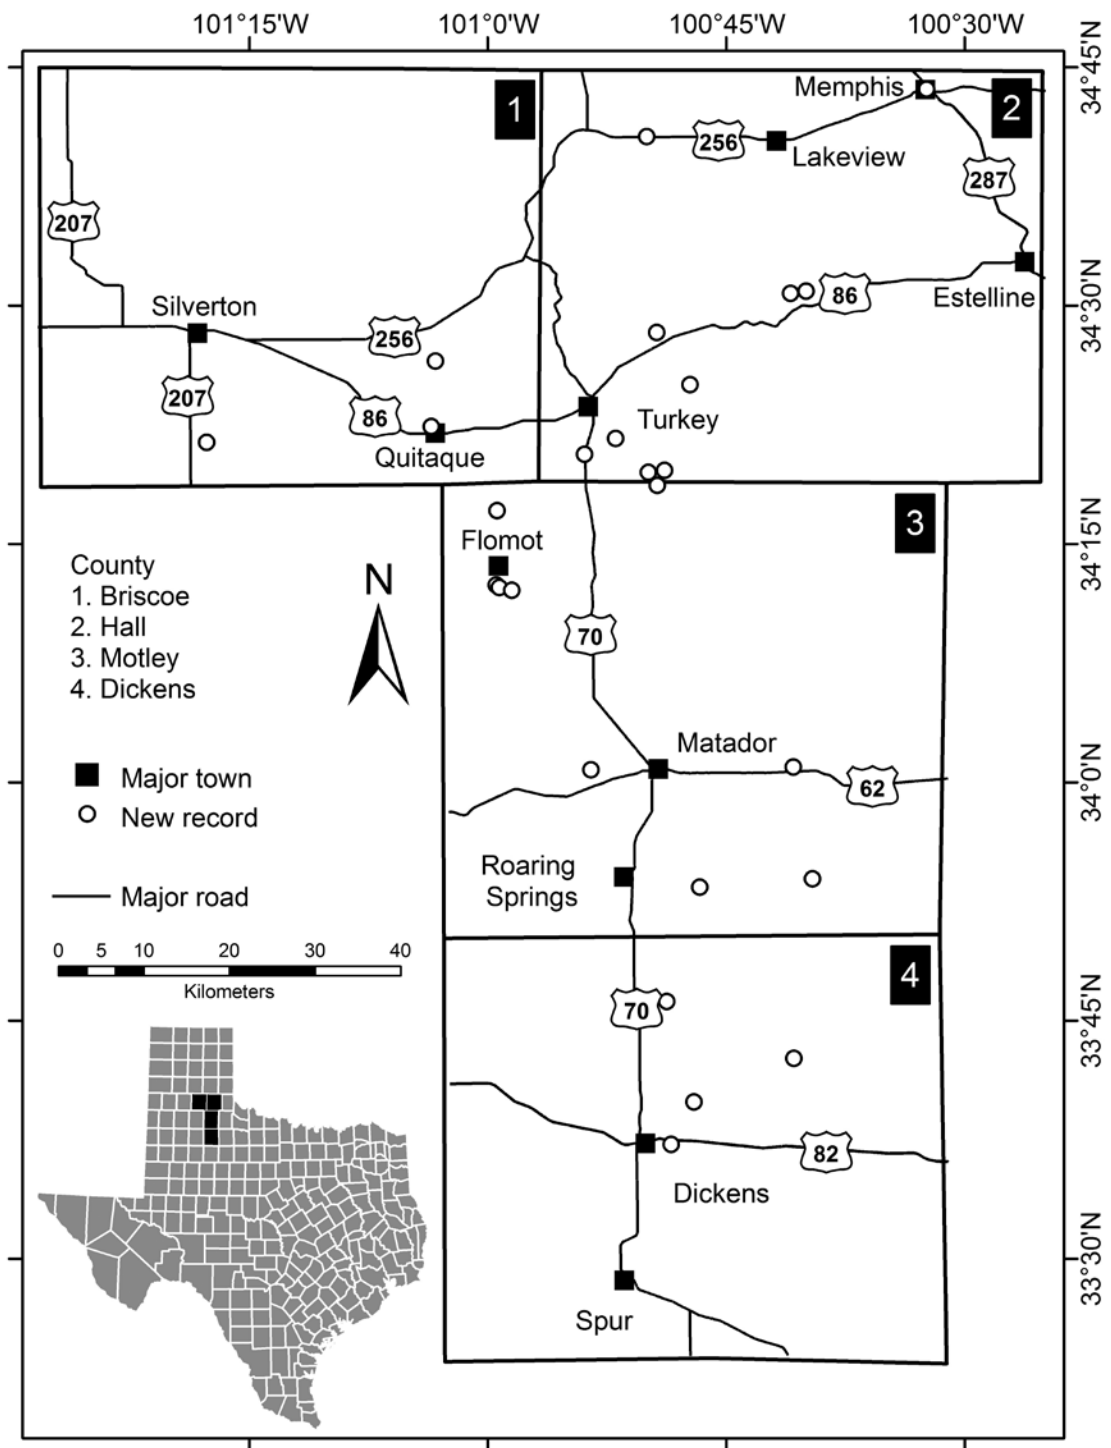 101°15'W 101°0'W 100°45'W 100°30'W
34°45'N
34°30'N
34°15'N
34°0'N
33°45'N
33°30'N
1
2
Memphis
256
Lakeview
287
207
Silverton
86
Estelline
256
207
86
Turkey
Quitaque
3
Flomot
County
1. Briscoe
2. Hall
3. Motley
4. Dickens
N
70
Matador
62
Major town
New record
Roaring
Springs
Major road
0 5 10 20 30 40
Kilometers
4
70
82
Dickens
Spur